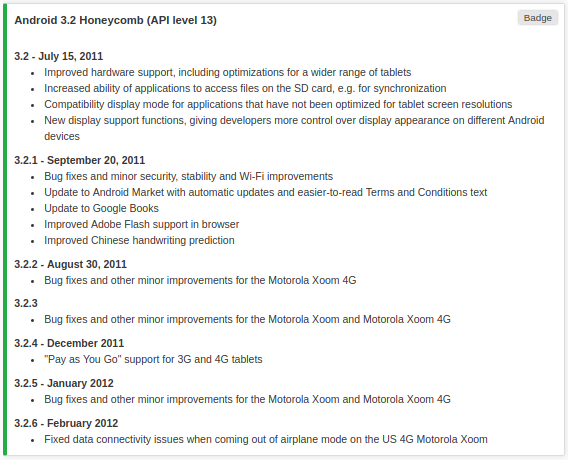 Android 3.2 Honeycomb (API level 13)
Badge
3.2 - July 15, 2011
• Improved hardware support, including optimizations for a wider range of tablets
• Increased ability of applications to access files on the SD card, e.g. for synchronization
• Compatibility display mode for applications that have not been optimized for tablet screen resolutions
• New display support functions, giving developers more control over display appearance on different Android
devices
3.2.1 - September 20, 2011
• Bug fixes and minor security, stability and Wi-Fi improvements
• Update to Android Market with automatic updates and easier-to-read Terms and Conditions text
• Update to Google Books
• Improved Adobe Flash support in browser
• Improved Chinese handwriting prediction
3.2.2 - August 30, 2011
• Bug fixes and other minor improvements for the Motorola Xoom 4G
3.2.3
• Bug fixes and other minor improvements for the Motorola Xoom and Motorola Xoom 4G
3.2.4 - December 2011
• "Pay as You Go" support for 3G and 4G tablets
3.2.5 - January 2012
• Bug fixes and other minor improvements for the Motorola Xoom and Motorola Xoom 4G
3.2.6 - February 2012
• Fixed data connectivity issues when coming out of airplane mode on the US 4G Motorola Xoom